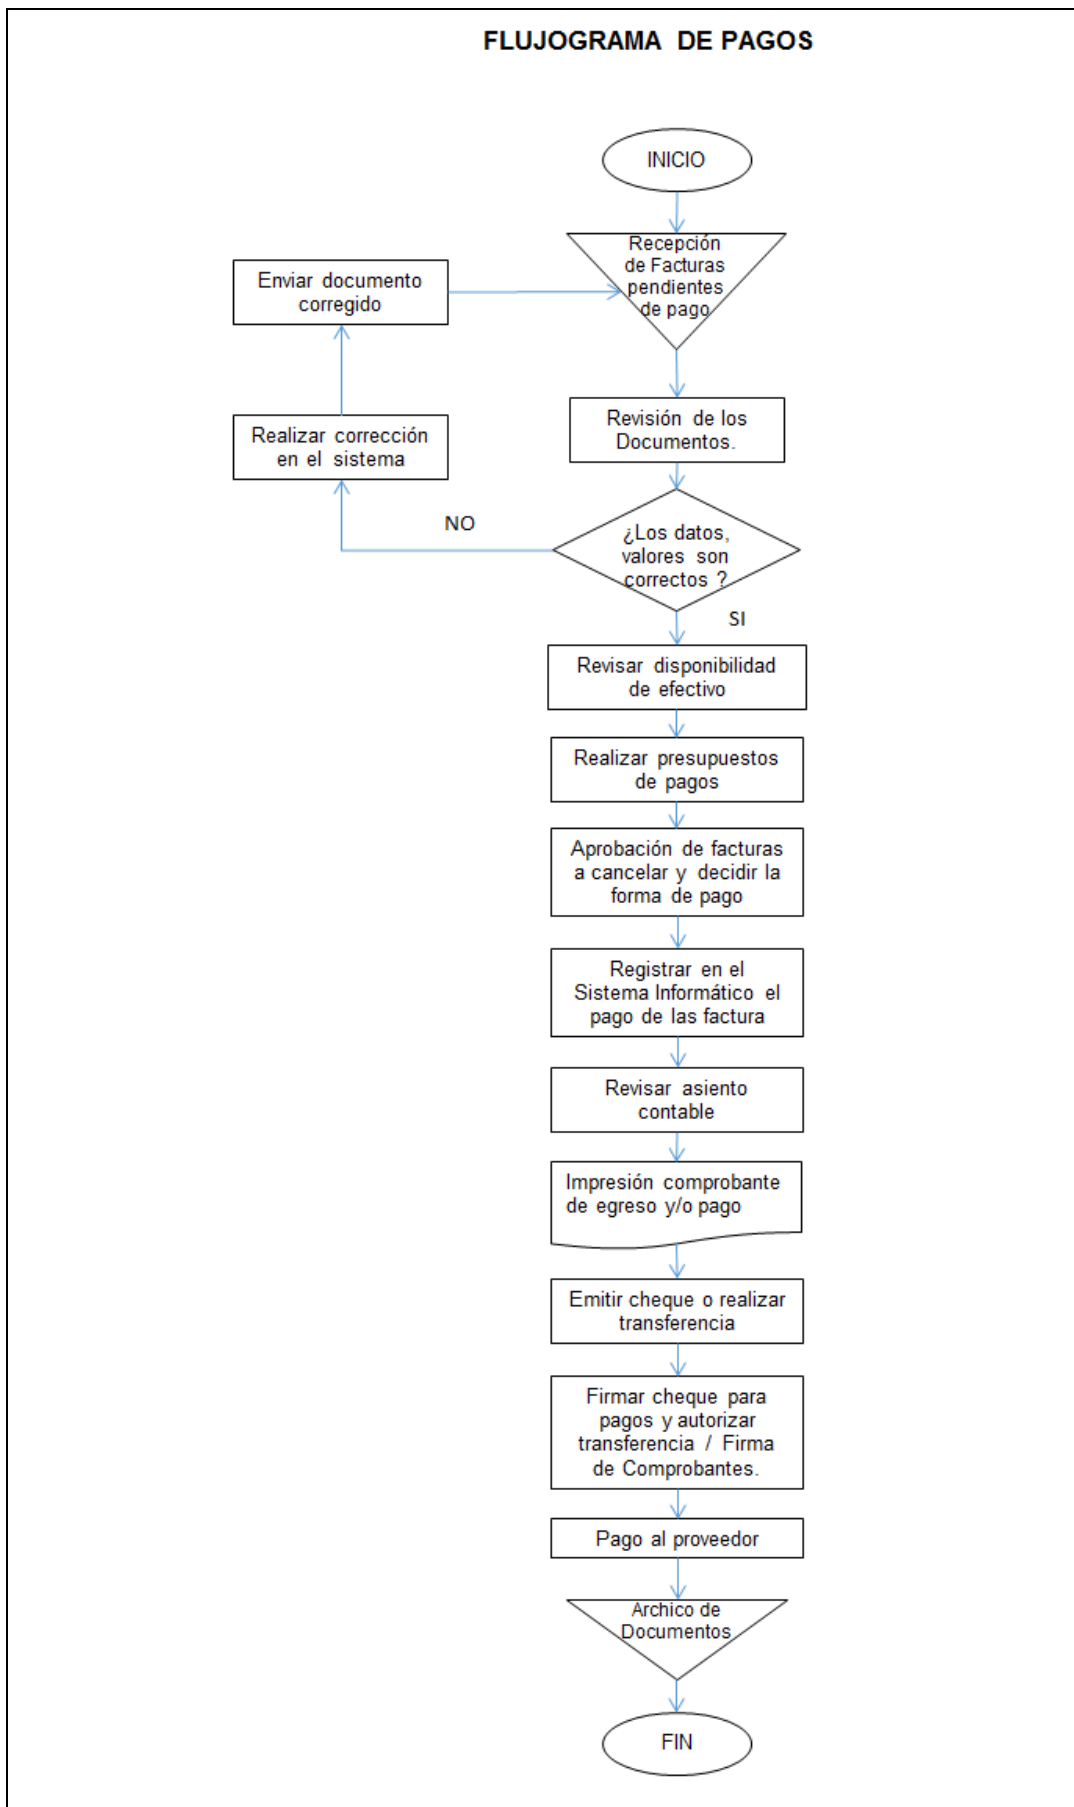 FLUJOGRAMA DE PAGOS
INICIO
Recepción
de Facturas
pendientes
de pago
Enviar documento
corregido
Realizar corrección
en el sistema
Revisión de los
Documentos.
NO
¿Los datos,
valores son
correctos ?
SI
Revisar disponibilidad
de efectivo
Realizar presupuestos
de pagos
Aprobación de facturas
a cancelar y decidir la
forma de pago
Registrar en el
Sistema Informático el
pago de las factura
Revisar asiento
contable
Impresión comprobante
de egreso y/o pago
Emitir cheque o realizar
transferencia
Firmar cheque para
pagos y autorizar
transferencia / Firma
de Comprobantes.
Pago al proveedor
Archico de
Documentos
FIN